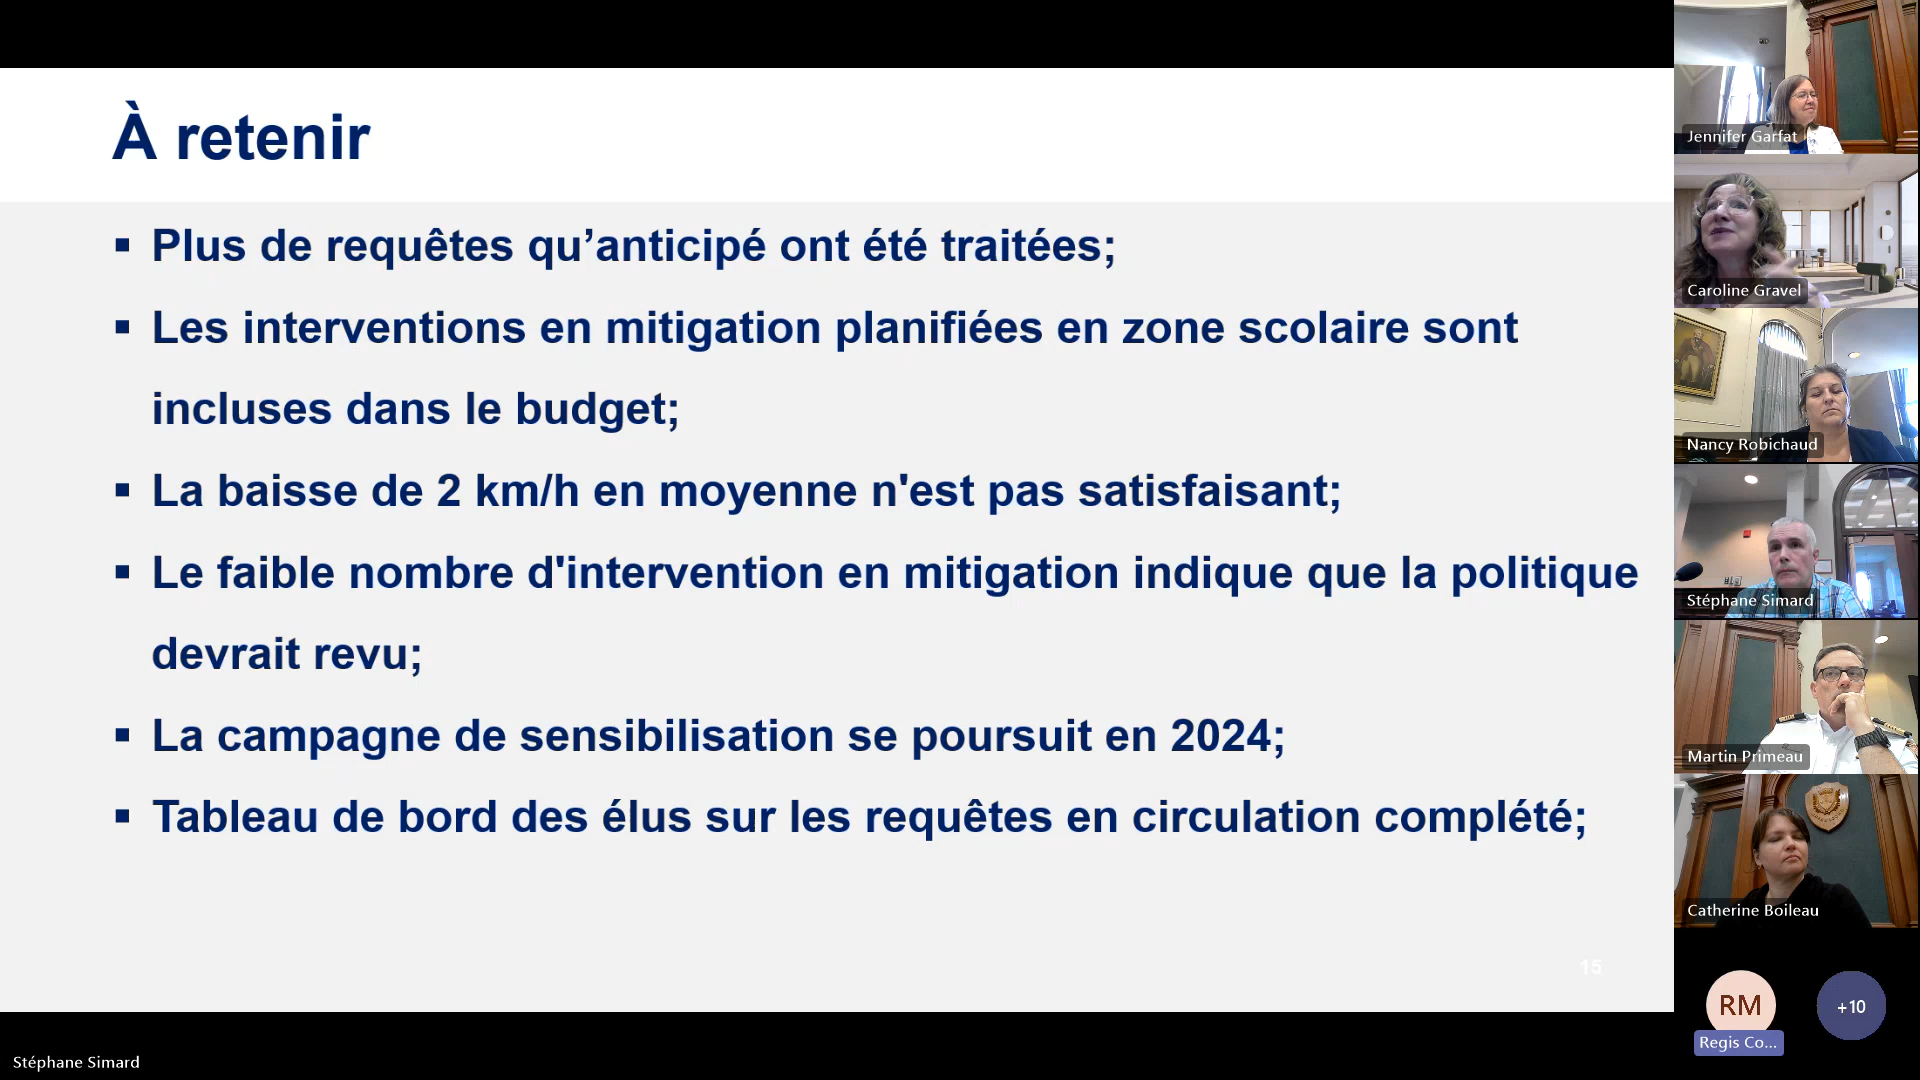 À retenir
▪ Plus de requêtes qu’anticipé ont été traitées;
▪ Les interventions en mitigation planifiées en zone scolaire sont
incluses dans le budget;
▪ La baisse de 2 km/h en moyenne n'est pas satisfaisant;
▪ Le faible nombre d'intervention en mitigation indique que la politique
devrait revu;
▪ La campagne de sensibilisation se poursuit en 2024;
▪ Tableau de bord des élus sur les requêtes en circulation complété;
15
Stéphane Simard
Jennifer Garfat
Caroline Gravel
Nancy Robichaud
Stéphane Simard
Martin Primeau
Catherine Boileau
RM
+10
Regis Co...